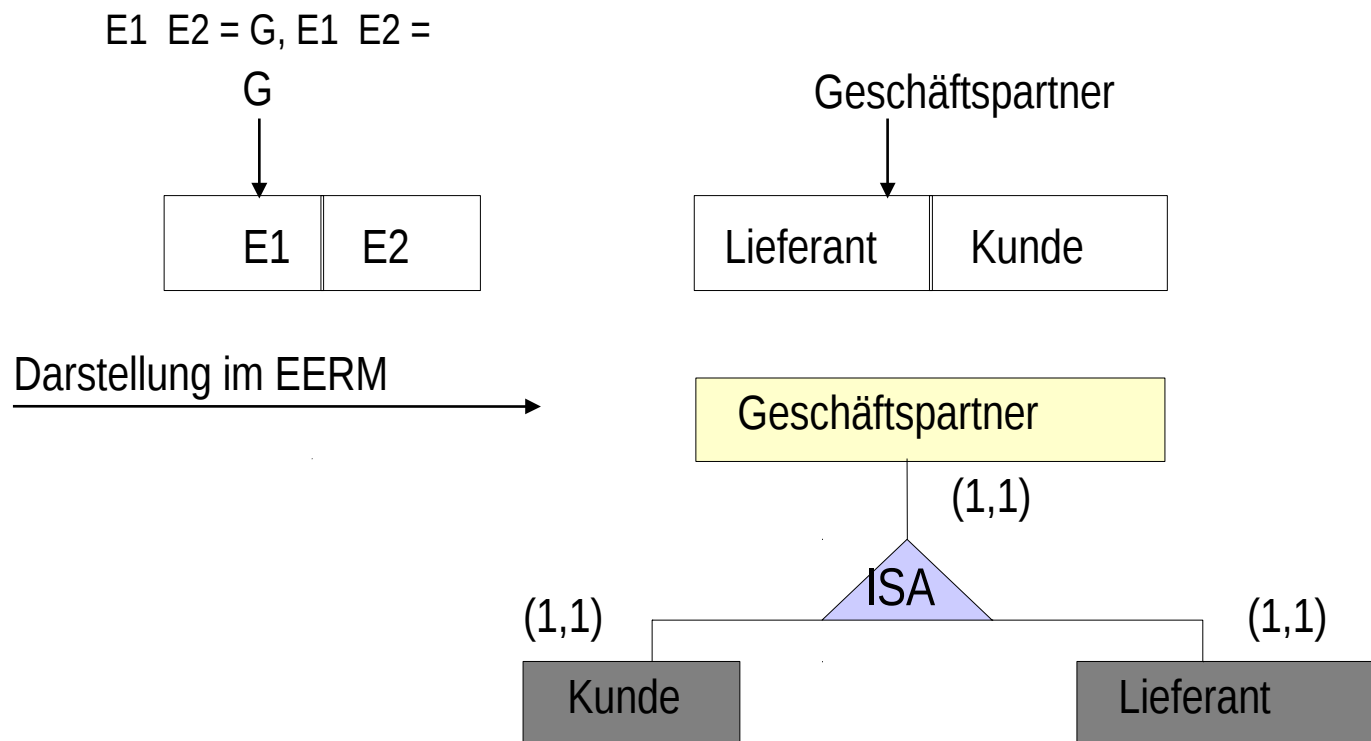 E1 E2 = G, E1 E2 =
G
Geschäftspartner
E1 E2
Lieferant Kunde
Darstellung im EERM
Geschäftspartner
(1,1)
ISA
(1,1)
(1,1)
Kunde
Lieferant